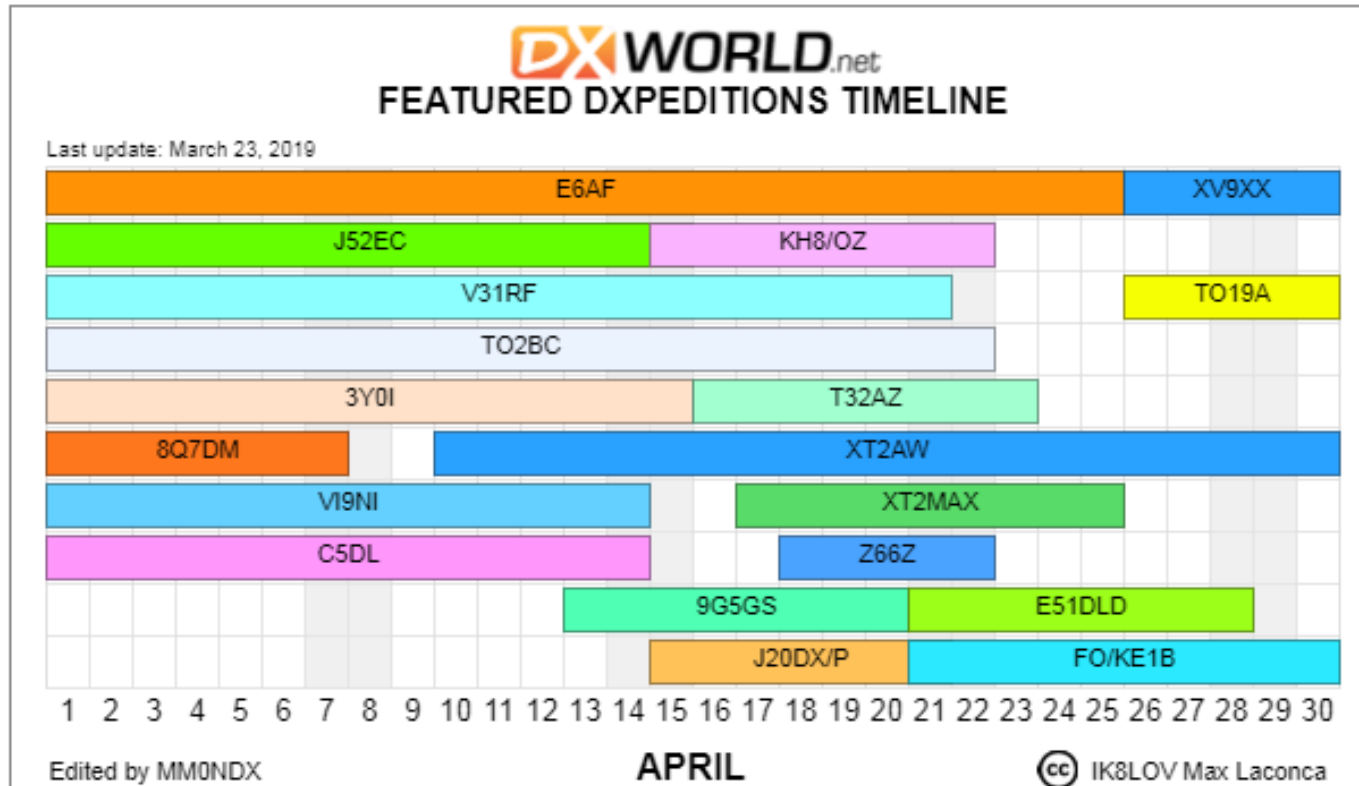 DX WORLD.net
FEATURED DXPEDITIONS TIMELINE
Last update: March 23, 2019
E6AF XV9XX
J52EC KH8/OZ
V31RF TO19A
TO2BC
3Y0I T32AZ
8Q7DM XT2AW
VI9NI XT2MAX
C5DL Z66Z
9G5GS E51DLD
J20DX/P FO/KE1B
1 2 3 4 5 6 7 8 9 10 11 12 13 14 15 16 17 18 19 20 21 22 23 24 25 26 27 28 29 30
Edited by MM0NDX APRIL cc IK8LOV Max Laconca